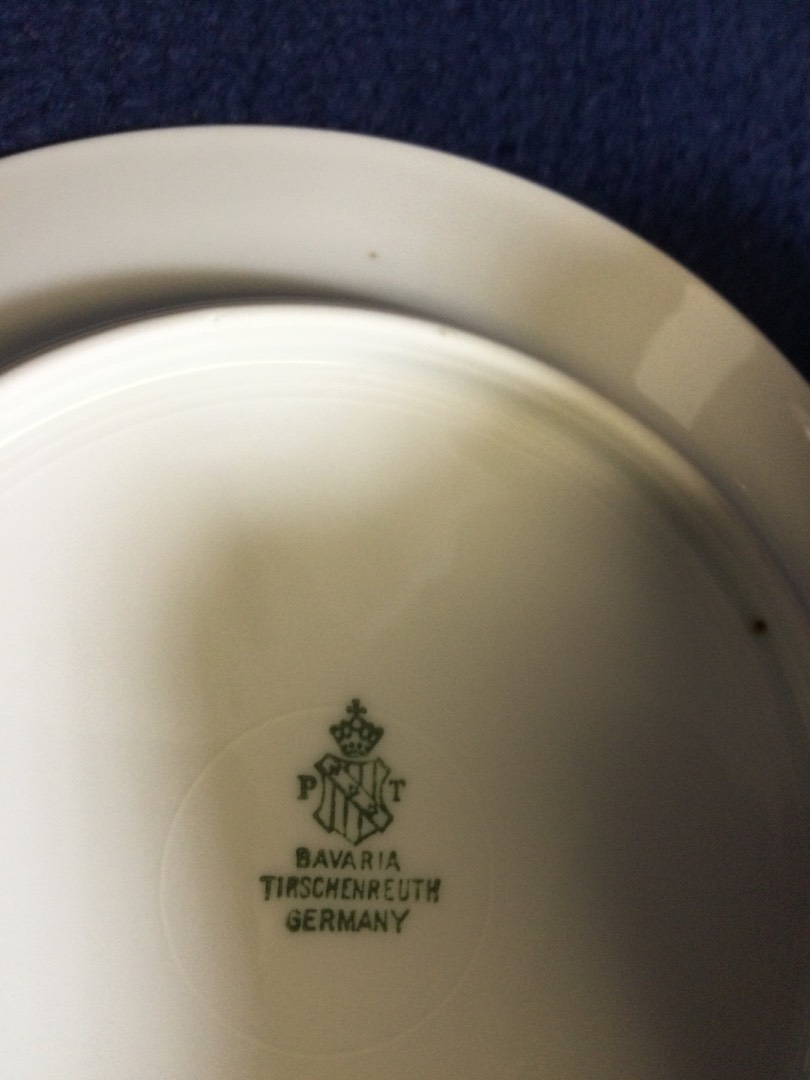 P T
BAVARIA
TIRSCHENREUTH
GERMANY